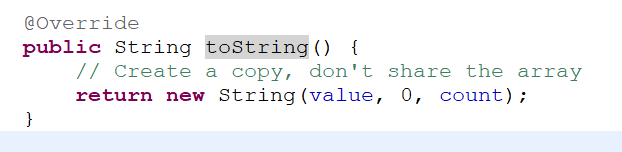 @Override
public String toString() {
    // Create a copy, don't share the array
    return new String(value, 0, count);
}